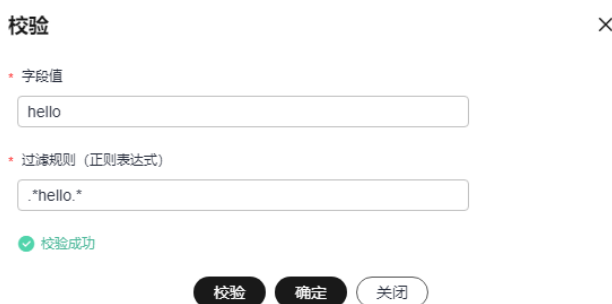 校验
* 字段值
hello
* 过滤规则（正则表达式）
.*hello.*
校验成功
校验 确定 关闭